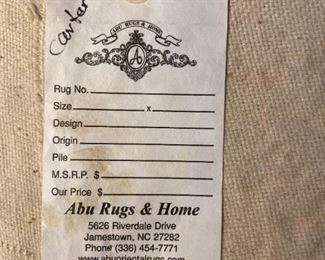 Carter
ABU RUGS & HOME
A
Rug No.
Size x
Design
Origin
Pile
M.S.R.P. $
Our Price $
Abu Rugs & Home
5626 Riverdale Drive
Jamestown, NC 27282
Phone (336) 454-7771
www.abuorientalrugs.com